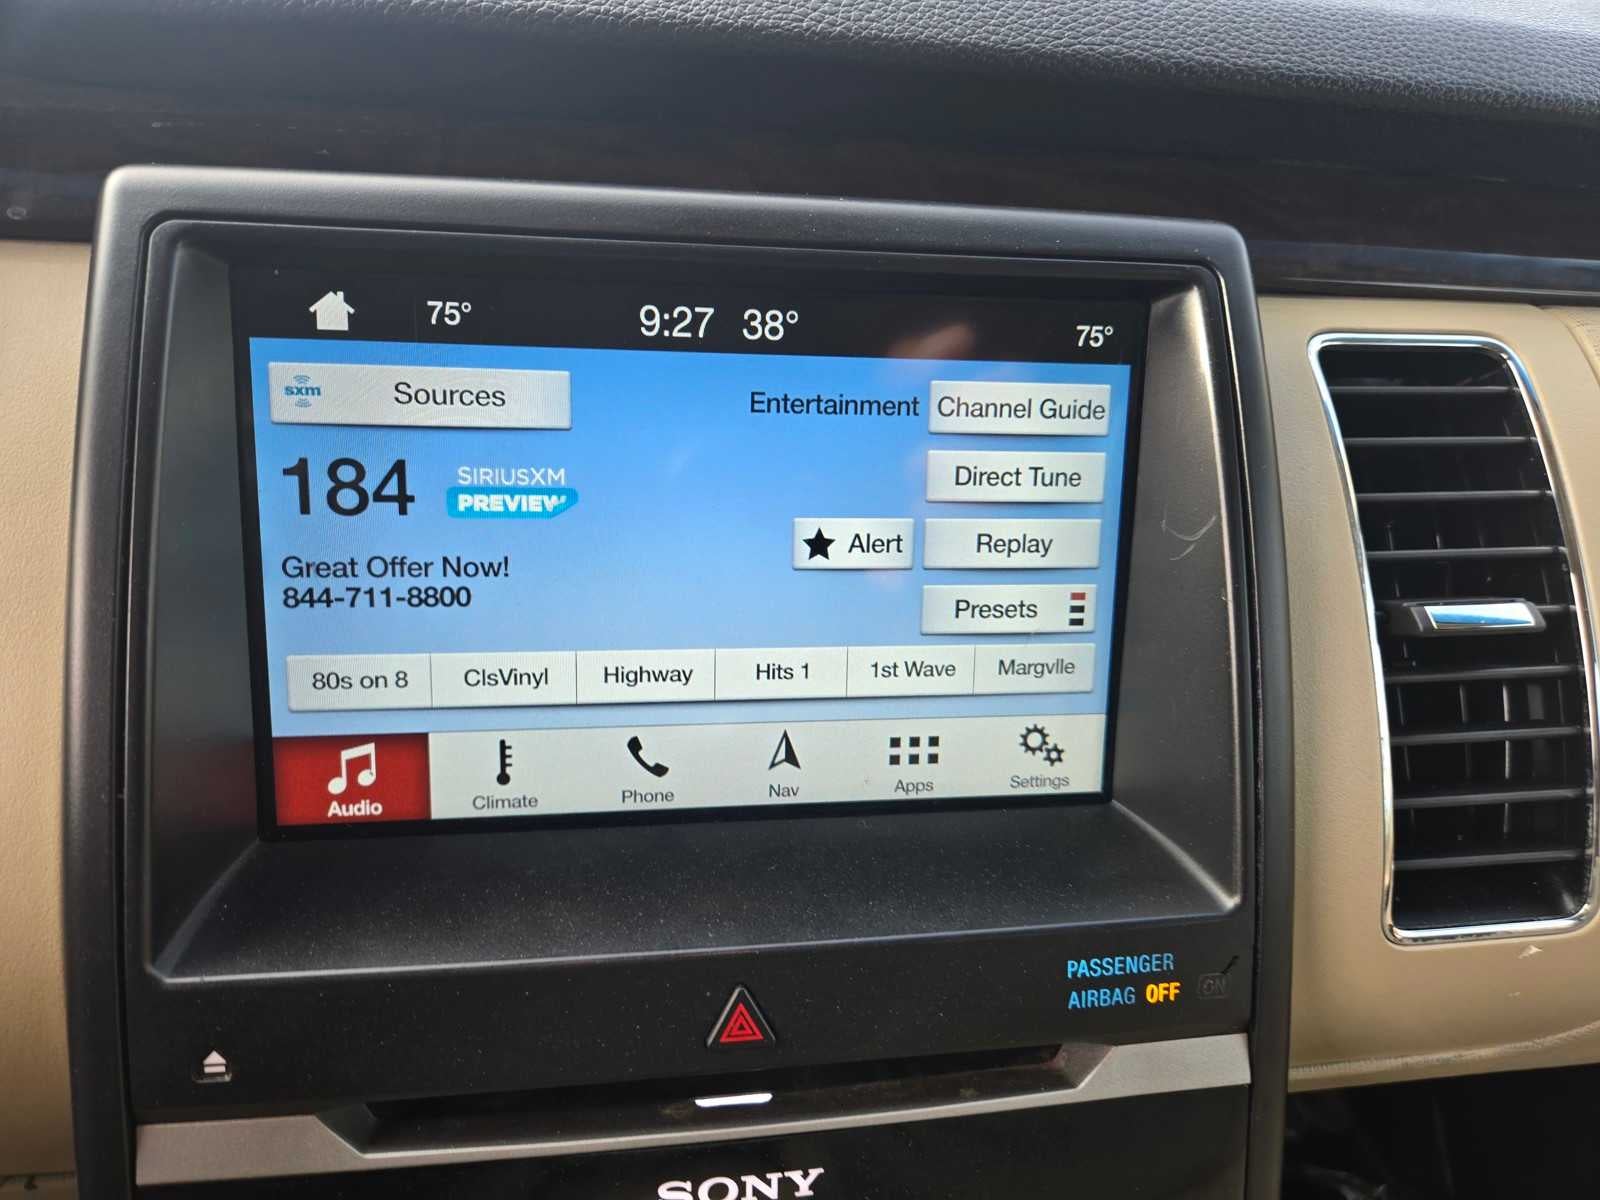 75° 9:27 38° 75°
sxm Sources
Entertainment Channel Guide
184 SIRIUSXM
PREVIEW
Direct Tune
Alert Replay
Great Offer Now!
844-711-8800
Presets
80s on 8 ClsVinyl Highway Hits 1 1st Wave Margvlle
Audio Climate Phone Nav Apps Settings
PASSENGER
AIRBAG OFF ON
SONY